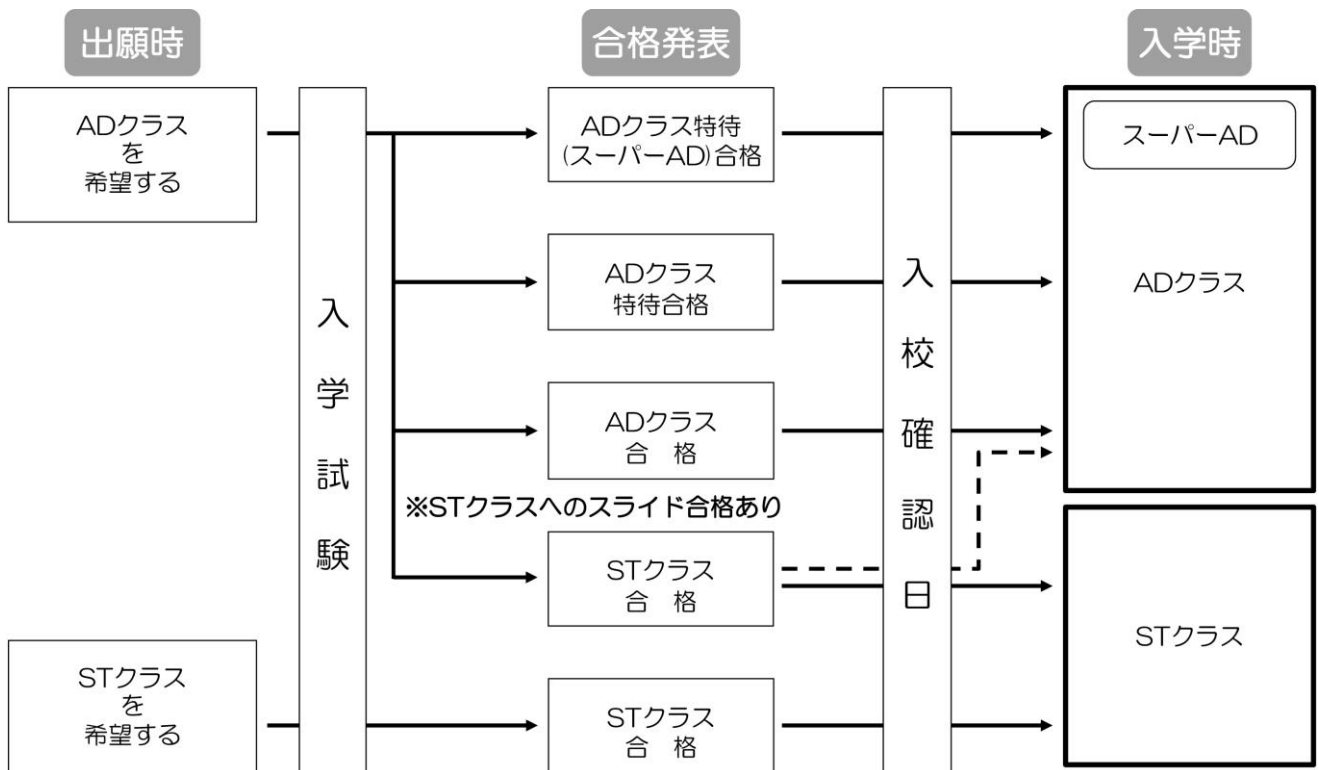 出願時
合格発表
入学時
ADクラス
を
希望する
入学試験
ADクラス特待
(スーパーAD)合格
ADクラス
特待合格
ADクラス
合　格
※STクラスへのスライド合格あり
STクラス
合　格
入校確認日
スーパーAD
ADクラス
STクラス
STクラス
を
希望する
STクラス
合　格